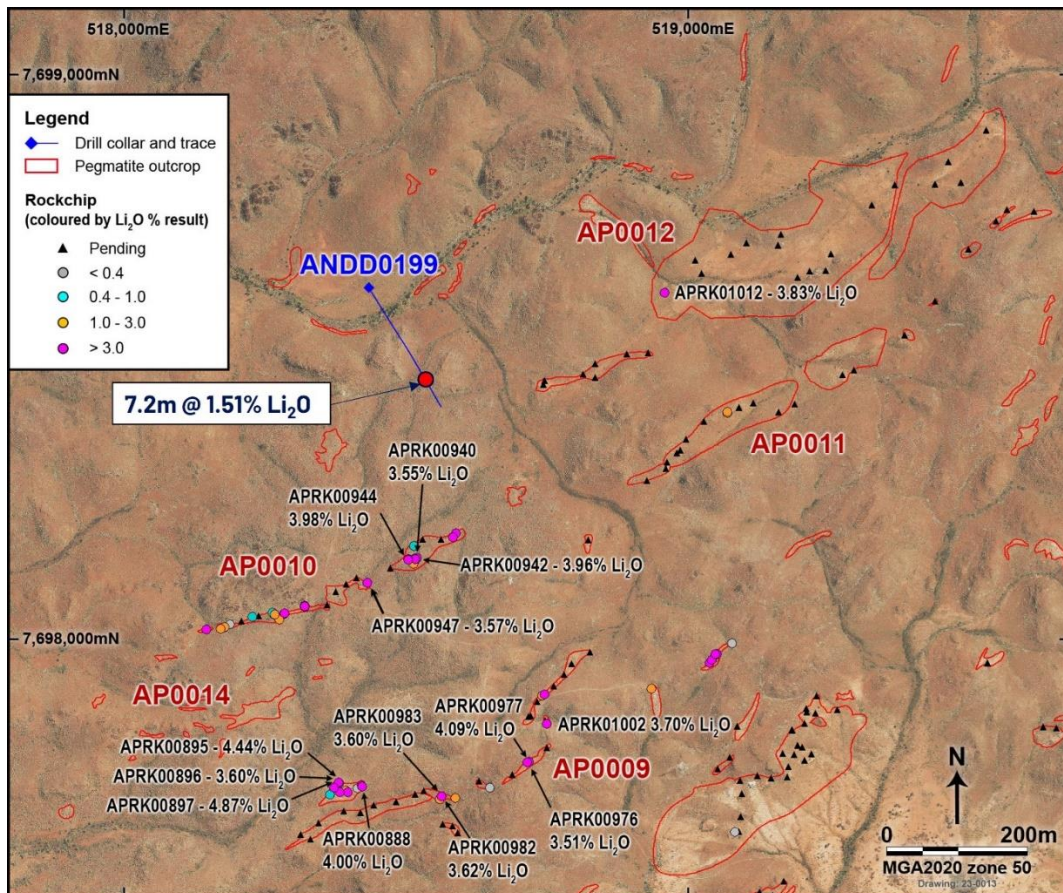 518,000mE
519,000mE
7,699,000mN
Legend
Drill collar and trace
Pegmatite outcrop
Rockchip
(coloured by Li₂O % result)
Pending
< 0.4
0.4 - 1.0
1.0 - 3.0
> 3.0
AP0012
ANDD0199
APRK01012 - 3.83% Li₂O
7.2m @ 1.51% Li₂O
AP0011
APRK00940
3.55% Li₂O
APRK00944
3.98% Li₂O
AP0010
APRK00942 - 3.96% Li₂O
APRK00947 - 3.57% Li₂O
7,698,000mN
AP0014
APRK00983
3.60% Li₂O
APRK00977
4.09% Li₂O
APRK01002 3.70% Li₂O
APRK00895 - 4.44% Li₂O
APRK00896 - 3.60% Li₂O
APRK00897 - 4.87% Li₂O
AP0009
APRK00888
4.00% Li₂O
APRK00982
3.62% Li₂O
APRK00976
3.51% Li₂O
N
0
200m
MGA2020 zone 50
Drawing: 23-0013